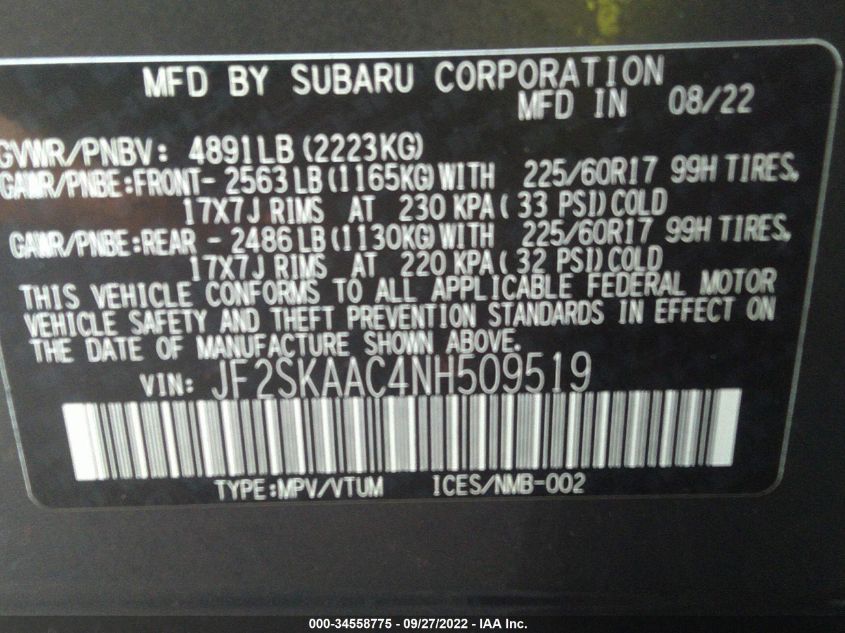 MFD BY SUBARU CORPORATION
MFD IN 08/22
GVWR/PNBV: 4891LB (2223KG)
GAWR/PNBE:FRONT- 2563LB (1165KG) WITH 225/60R17 99H TIRES,
17X7J RIMS AT 230 KPA( 33 PSI) COLD
GAWR/PNBE:REAR - 2486LB (1130KG) WITH 225/60R17 99H TIRES,
17X7J RIMS AT 220 KPA( 32 PSI) COLD
THIS VEHICLE CONFORMS TO ALL APPLICABLE FEDERAL MOTOR
VEHICLE SAFETY AND THEFT PREVENTION STANDARDS IN EFFECT ON
THE DATE OF MANUFACTURE SHOWN ABOVE.
VIN: JF2SKAAC4NH509519
TYPE:MPV/VTUM ICES/NMB-002
000-34558775 - 09/27/2022 - IAA Inc.